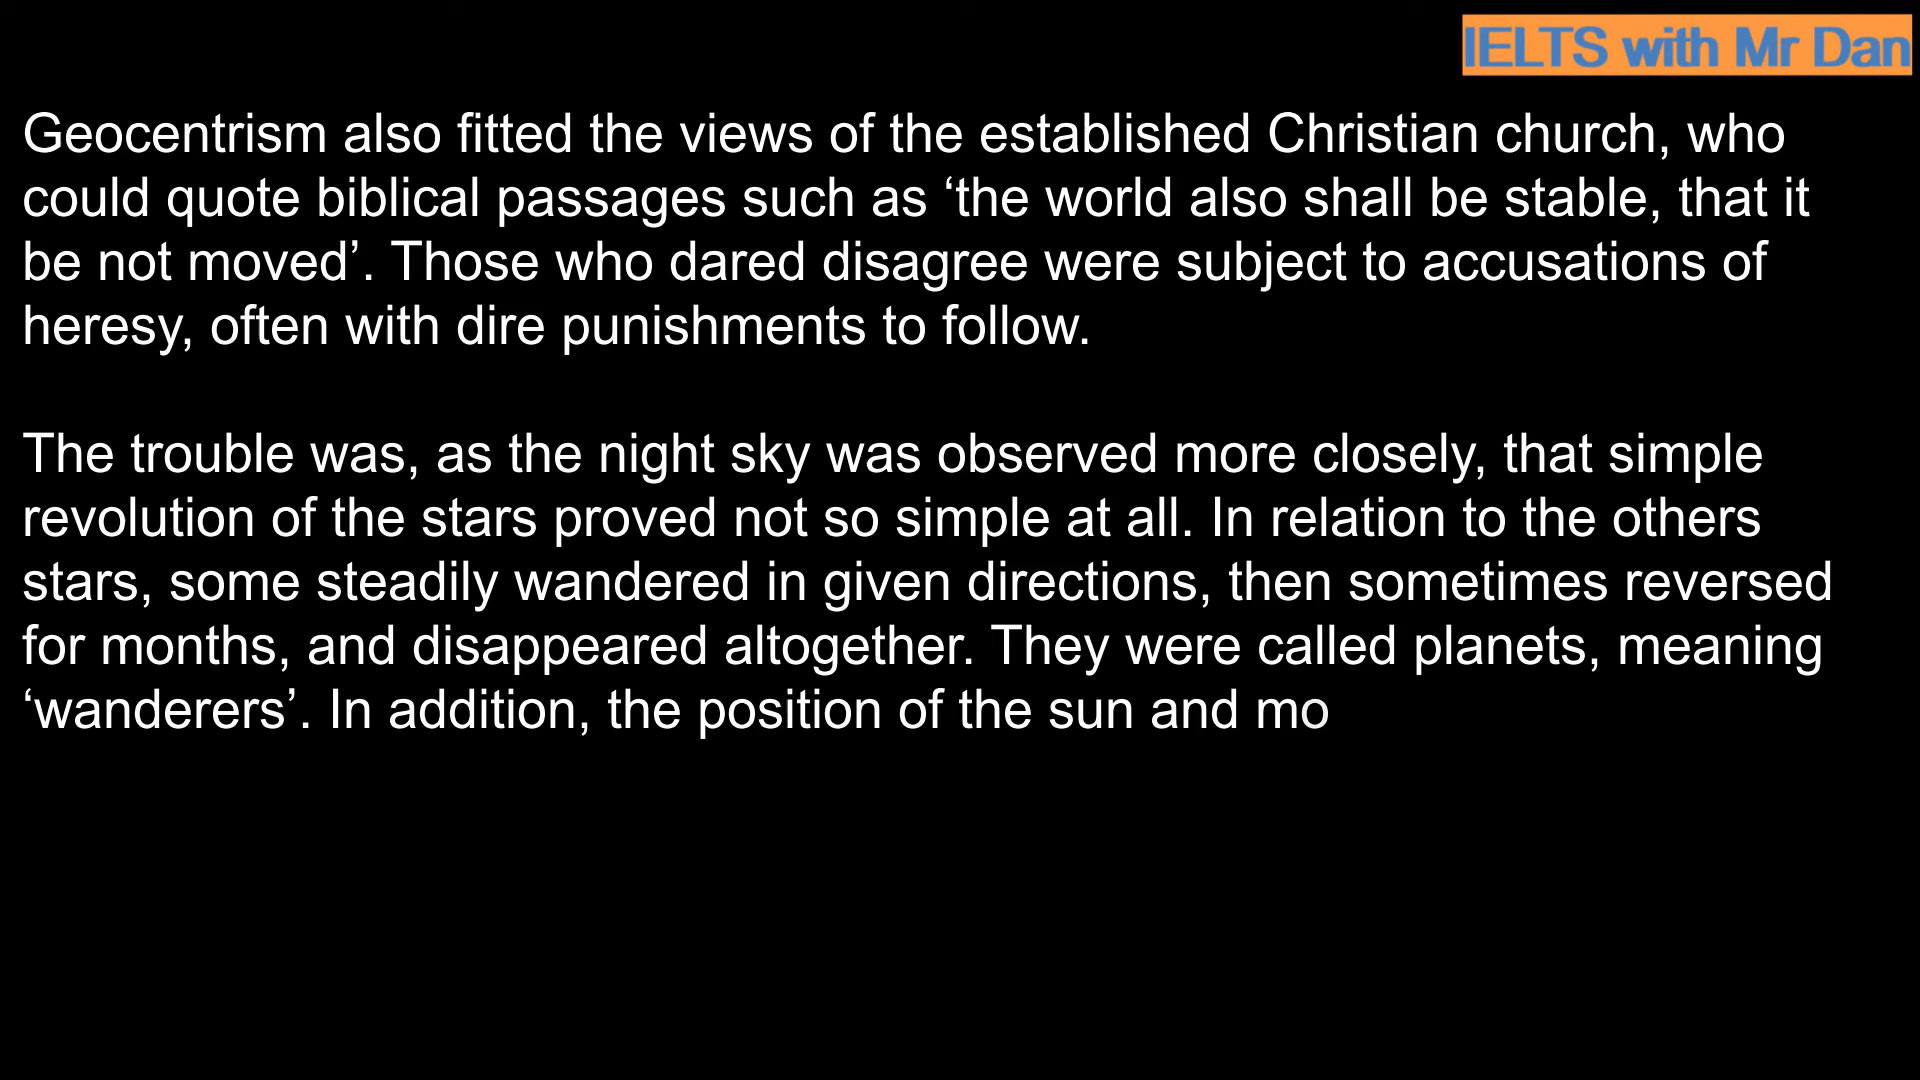 IELTS with Mr Dan
Geocentrism also fitted the views of the established Christian church, who
could quote biblical passages such as ‘the world also shall be stable, that it
be not moved’. Those who dared disagree were subject to accusations of
heresy, often with dire punishments to follow.
The trouble was, as the night sky was observed more closely, that simple
revolution of the stars proved not so simple at all. In relation to the others
stars, some steadily wandered in given directions, then sometimes reversed
for months, and disappeared altogether. They were called planets, meaning
‘wanderers’. In addition, the position of the sun and mo